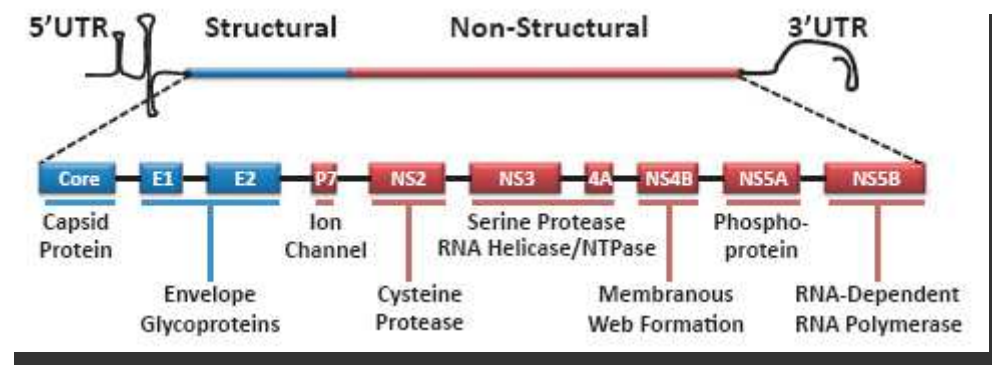 5'UTR Structural Non-Structural 3'UTR
Core E1 E2 P7 NS2 NS3 4A NS4B NS5A NS5B
Capsid
Protein
Envelope
Glycoproteins
Ion
Channel
Cysteine
Protease
Serine Protease
RNA Helicase/NTPase
Membranous
Web Formation
Phospho-
protein
RNA-Dependent
RNA Polymerase